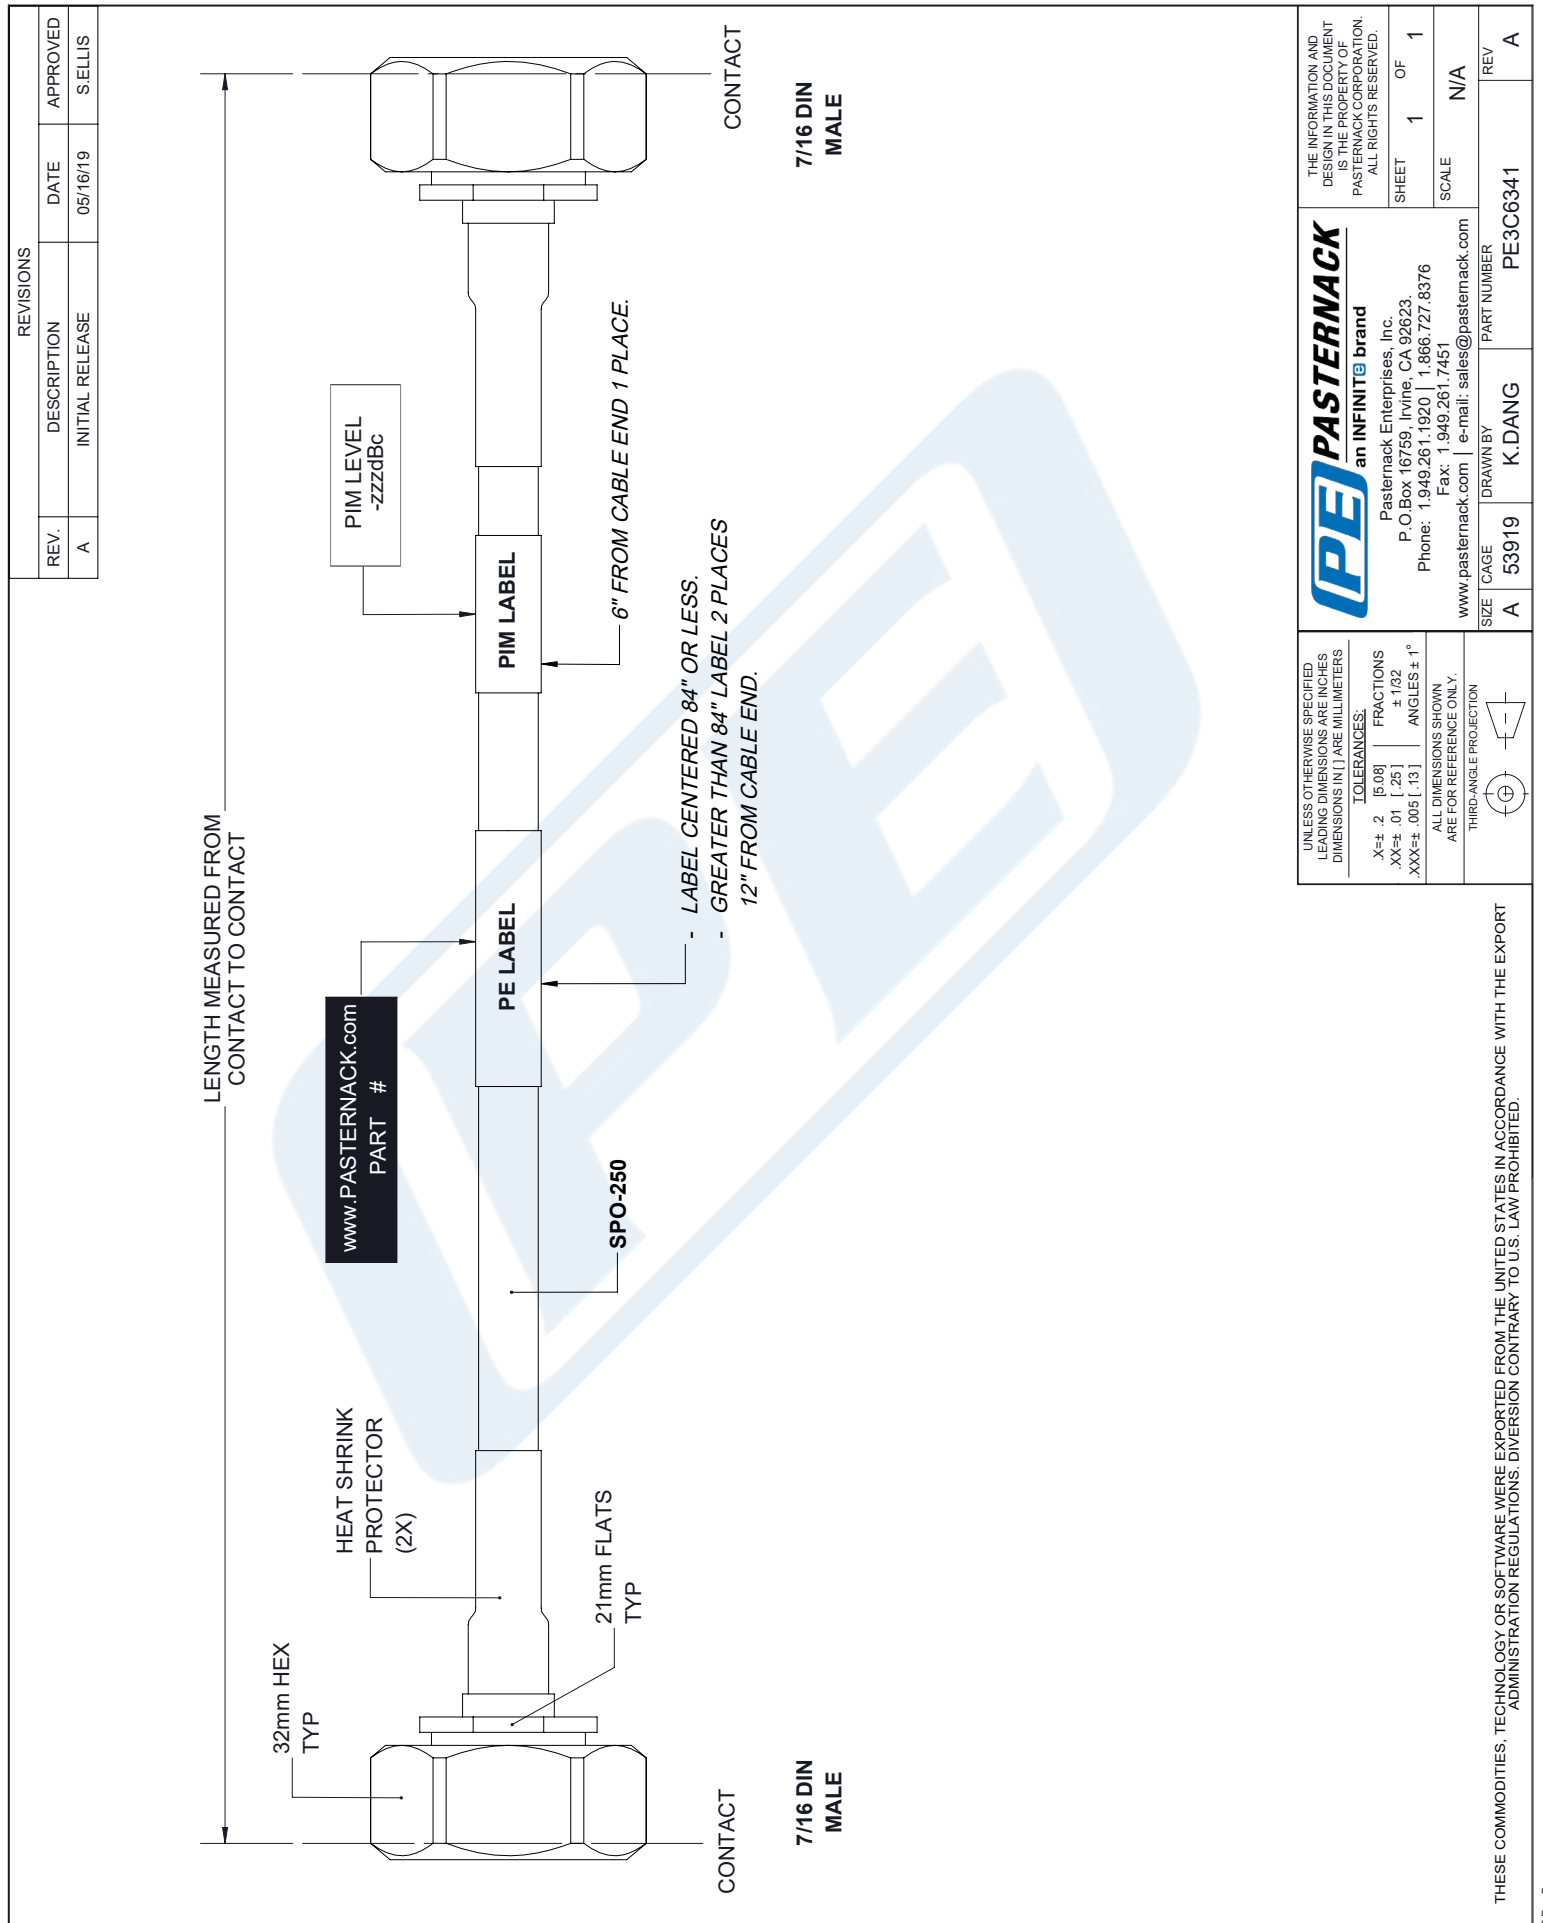 REVISIONS
REV. DESCRIPTION DATE APPROVED
A INITIAL RELEASE 05/16/19 S.ELLIS
LENGTH MEASURED FROM
CONTACT TO CONTACT
32mm HEX
TYP
HEAT SHRINK
PROTECTOR
(2X)
www.PASTERNACK.com
PART #
PIM LEVEL
-zzzdBc
PE LABEL
PIM LABEL
21mm FLATS
TYP
SPO-250
6" FROM CABLE END 1 PLACE.
- LABEL CENTERED 84" OR LESS.
- GREATER THAN 84" LABEL 2 PLACES
12" FROM CABLE END.
CONTACT
CONTACT
7/16 DIN
MALE
7/16 DIN
MALE
PE
UNLESS OTHERWISE SPECIFIED
LEADING DIMENSIONS ARE INCHES
DIMENSIONS IN [ ] ARE MILLIMETERS
TOLERANCES:
.X=± .2 [5.08] FRACTIONS
.XX=± .01 [.25] ± 1/32
.XXX=± .005 [.13] ANGLES ± 1°
ALL DIMENSIONS SHOWN
ARE FOR REFERENCE ONLY.
THIRD-ANGLE PROJECTION
PE PASTERNACK
an INFINITe brand
Pasternack Enterprises, Inc.
P.O.Box 16759, Irvine, CA 92623.
Phone: 1.949.261.1920 | 1.866.727.8376
Fax: 1.949.261.7451
www.pasternack.com | e-mail: sales@pasternack.com
THE INFORMATION AND
DESIGN IN THIS DOCUMENT
IS THE PROPERTY OF
PASTERNACK CORPORATION.
ALL RIGHTS RESERVED.
SHEET 1 OF 1
SCALE N/A
SIZE CAGE DRAWN BY PART NUMBER REV
A 53919 K.DANG PE3C6341 A
THESE COMMODITIES, TECHNOLOGY OR SOFTWARE WERE EXPORTED FROM THE UNITED STATES IN ACCORDANCE WITH THE EXPORT
ADMINISTRATION REGULATIONS. DIVERSION CONTRARY TO U.S. LAW PROHIBITED.